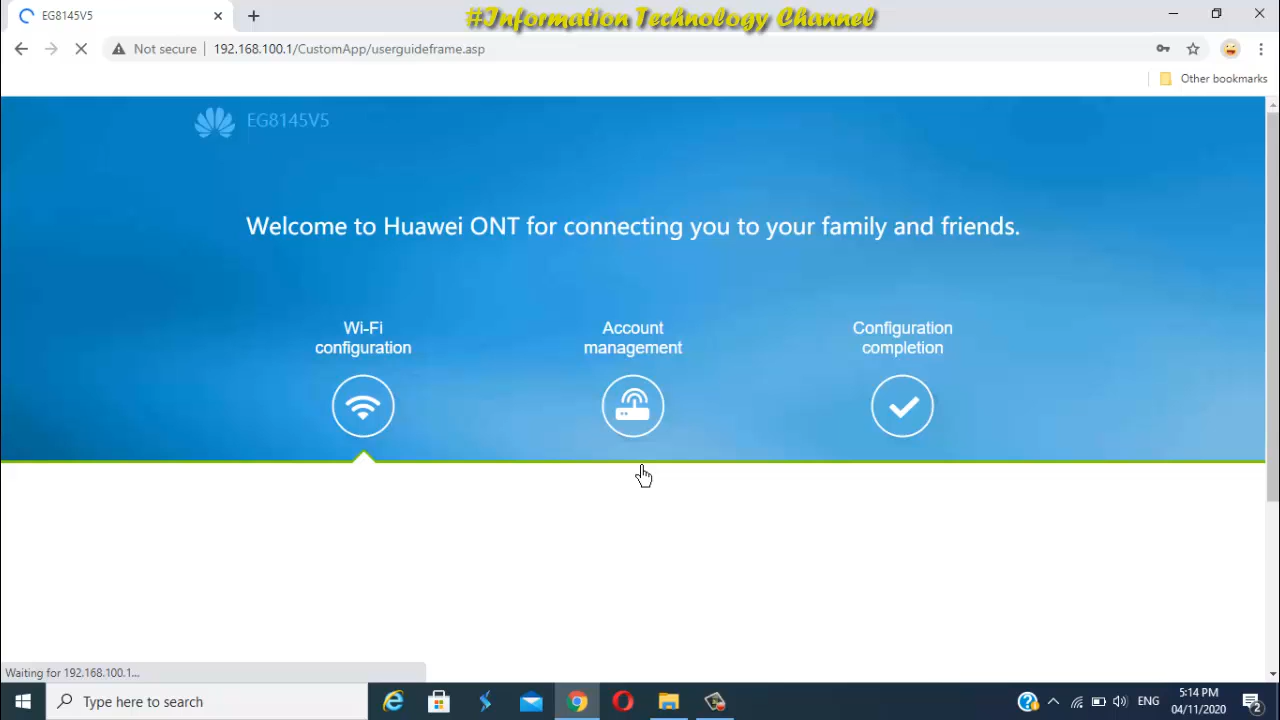 EG8145V5
#Information Technology Channel
Not secure
192.168.100.1/CustomApp/userguideframe.asp
Other bookmarks
EG8145V5
Welcome to Huawei ONT for connecting you to your family and friends.
Wi-Fi
configuration
Account
management
Configuration
completion
Waiting for 192.168.100.1...
Type here to search
ENG
5:14 PM
04/11/2020
2